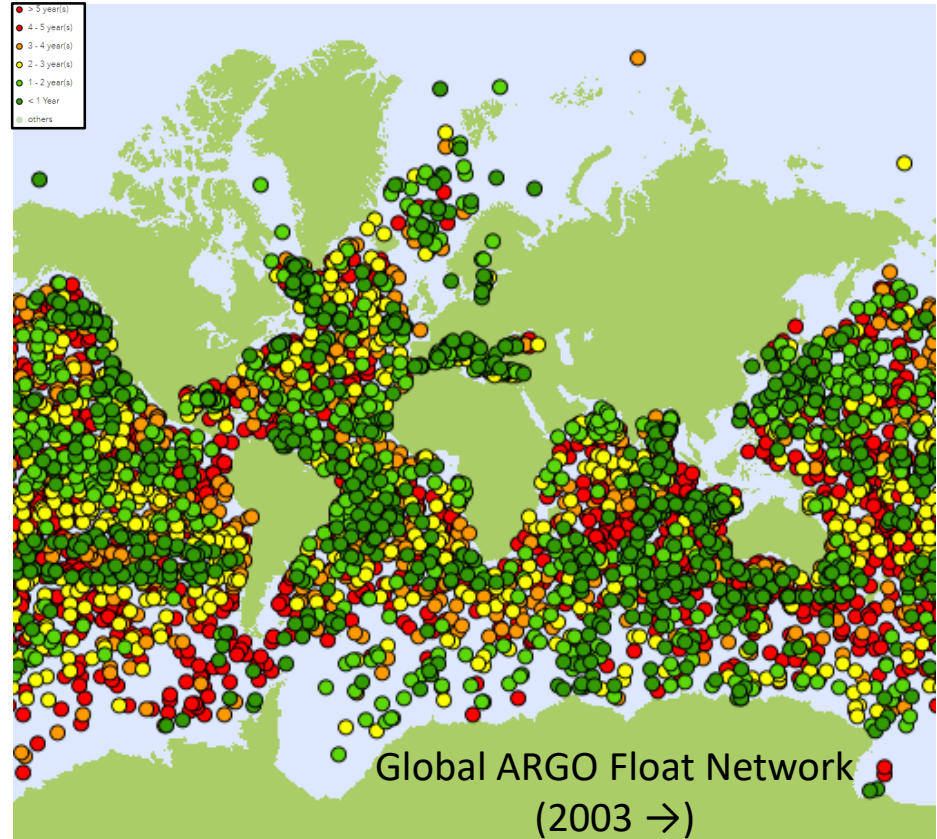 > 5 year(s)
4 - 5 year(s)
3 - 4 year(s)
2 - 3 year(s)
1 - 2 year(s)
< 1 Year
others
Global ARGO Float Network
(2003 →)